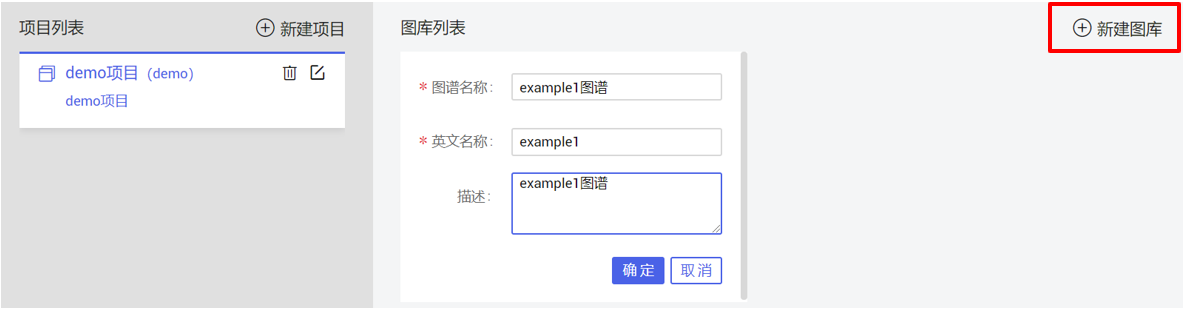 项目列表
新建项目
demo项目（demo）
demo项目
图库列表
新建图库
* 图谱名称： example1图谱
* 英文名称： example1
描述： example1图谱
确定 取消